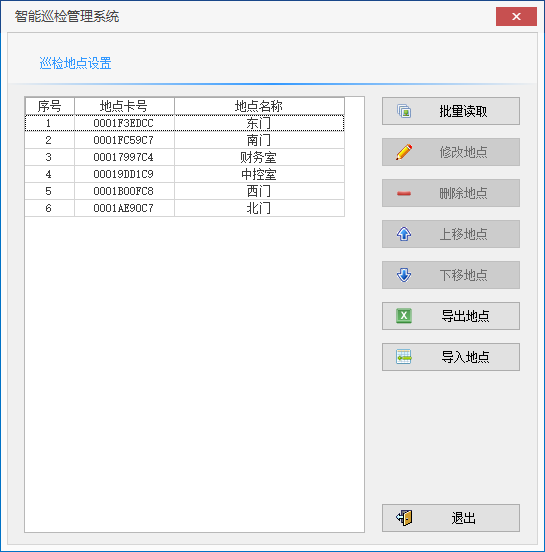 智能巡检管理系统
巡检地点设置
序号 地点卡号 地点名称
1 0001F3EDCC 东门
2 0001FC59C7 南门
3 00017997C4 财务室
4 00019DD1C9 中控室
5 0001B00FC8 西门
6 0001AE90C7 北门
批量读取
修改地点
删除地点
上移地点
下移地点
导出地点
导入地点
退出